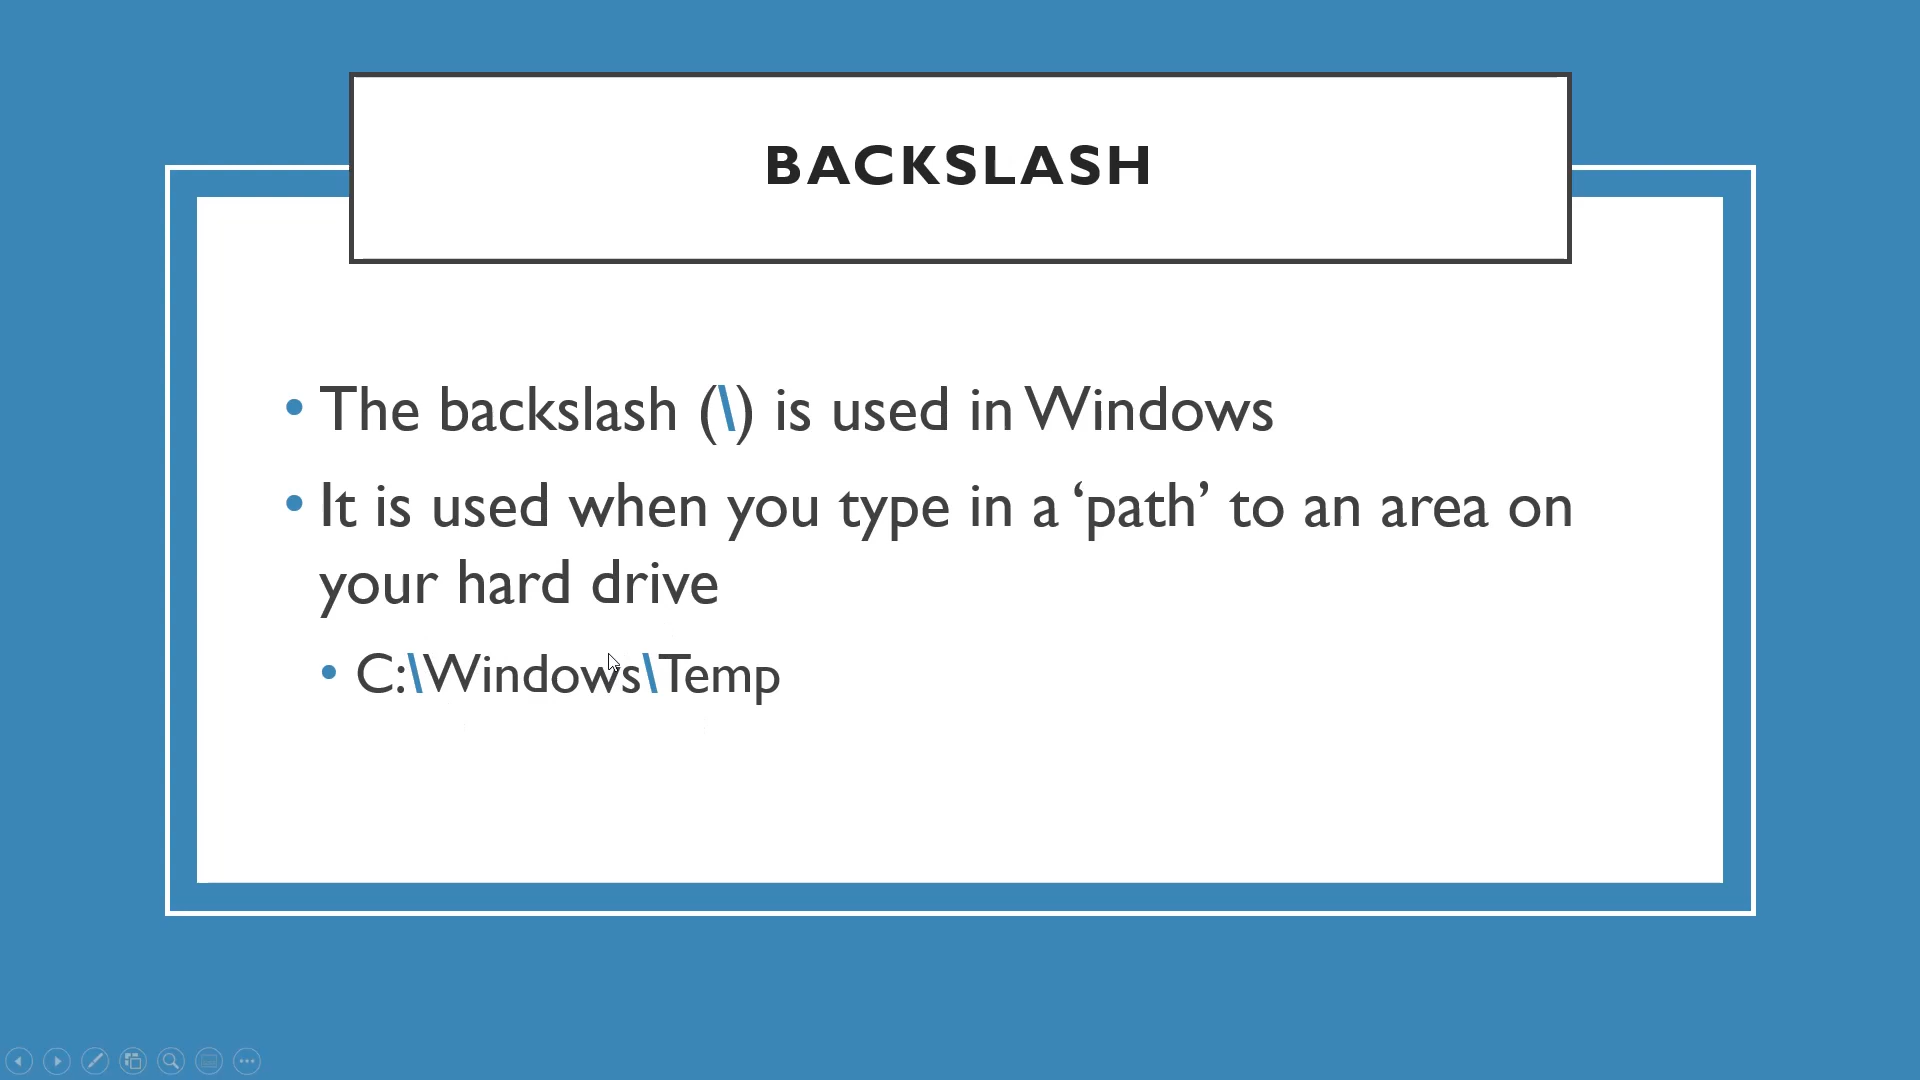 BACKSLASH
• The backslash (\) is used in Windows
• It is used when you type in a ‘path’ to an area on
your hard drive
• C:\Windows\Temp